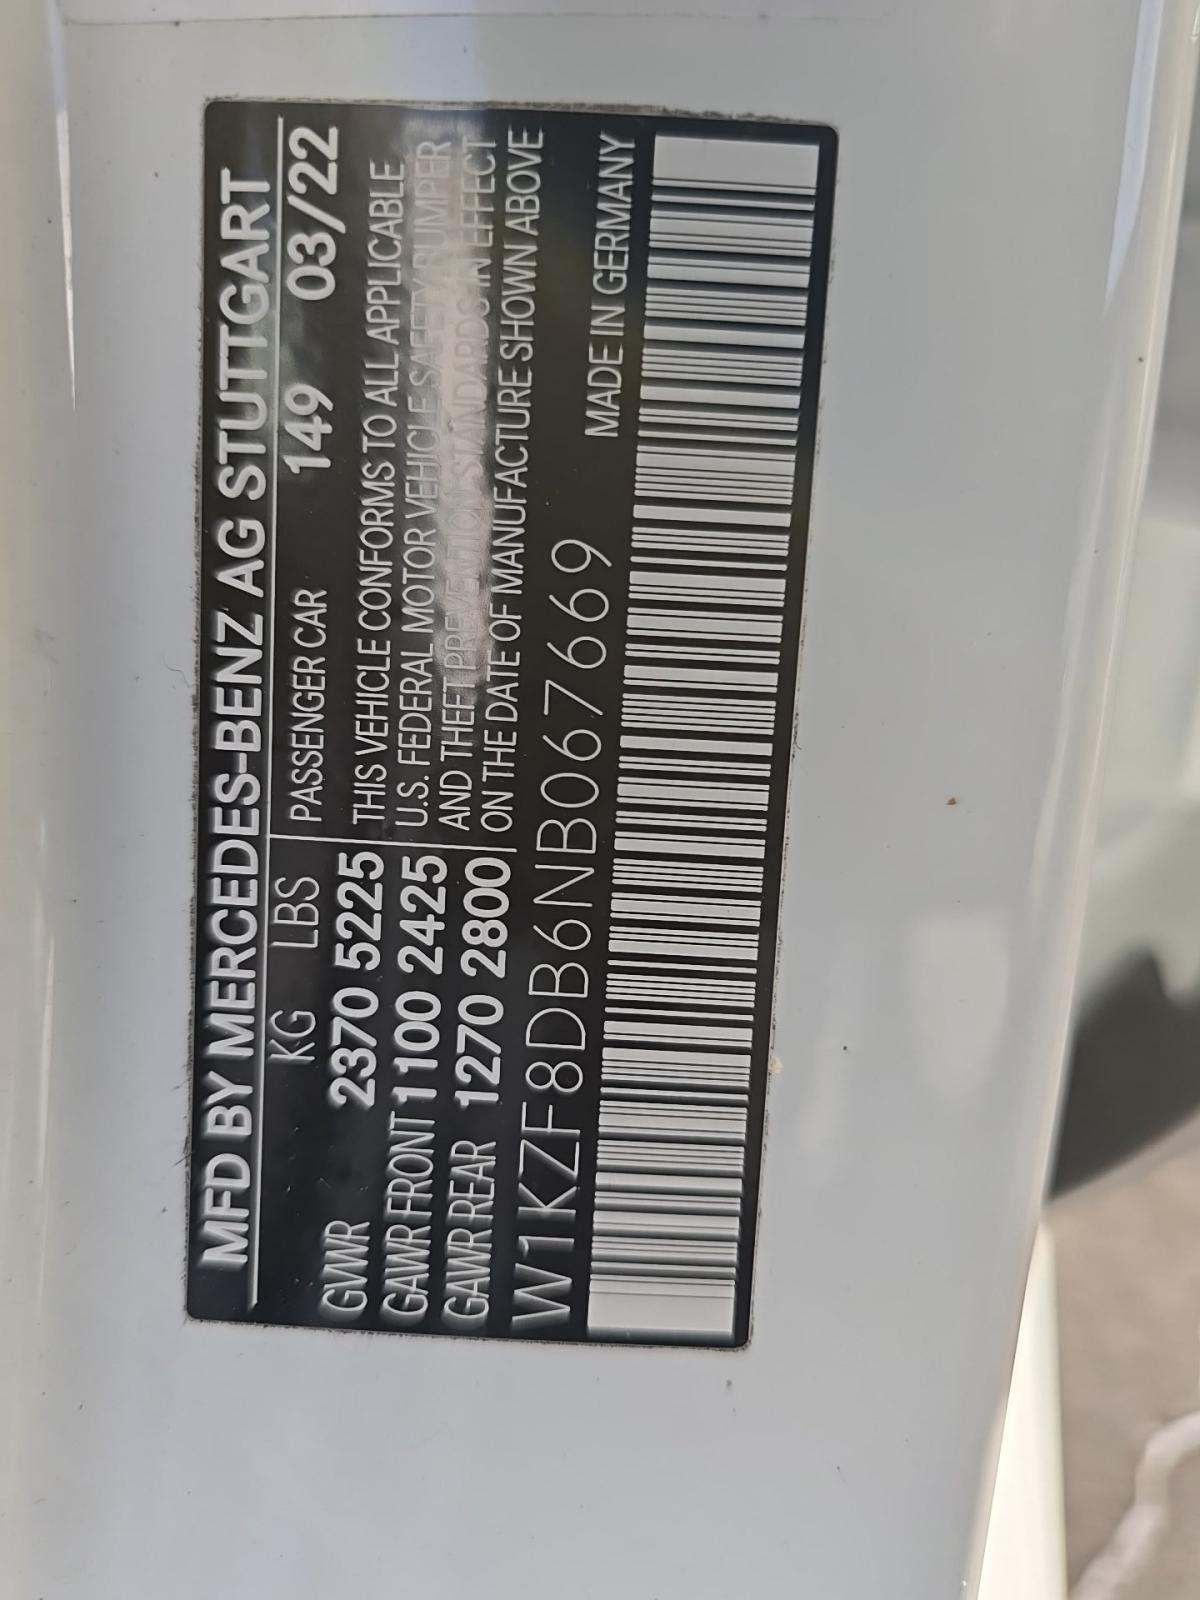 MFD BY MERCEDES-BENZ AG STUTTGART
KG LBS PASSENGER CAR 149 03/22
GVWR 2370 5225
GAWR FRONT 1100 2425
GAWR REAR 1270 2800
THIS VEHICLE CONFORMS TO ALL APPLICABLE
U.S. FEDERAL MOTOR VEHICLE SAFETY, BUMPER
AND THEFT PREVENTION STANDARDS IN EFFECT
ON THE DATE OF MANUFACTURE SHOWN ABOVE
W1KZF8DB6NB067669 MADE IN GERMANY